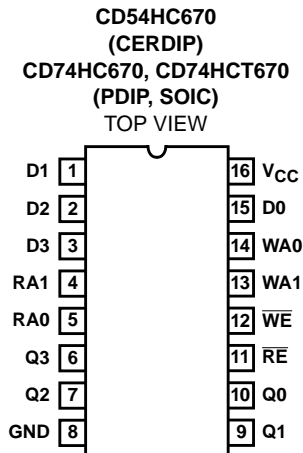 CD54HC670
(CERDIP)
CD74HC670, CD74HCT670
(PDIP, SOIC)
TOP VIEW
D1 1 16 VCC
D2 2 15 D0
D3 3 14 WA0
RA1 4 13 WA1
RA0 5 12 W̅E̅
Q3 6 11 R̅E̅
Q2 7 10 Q0
GND 8 9 Q1